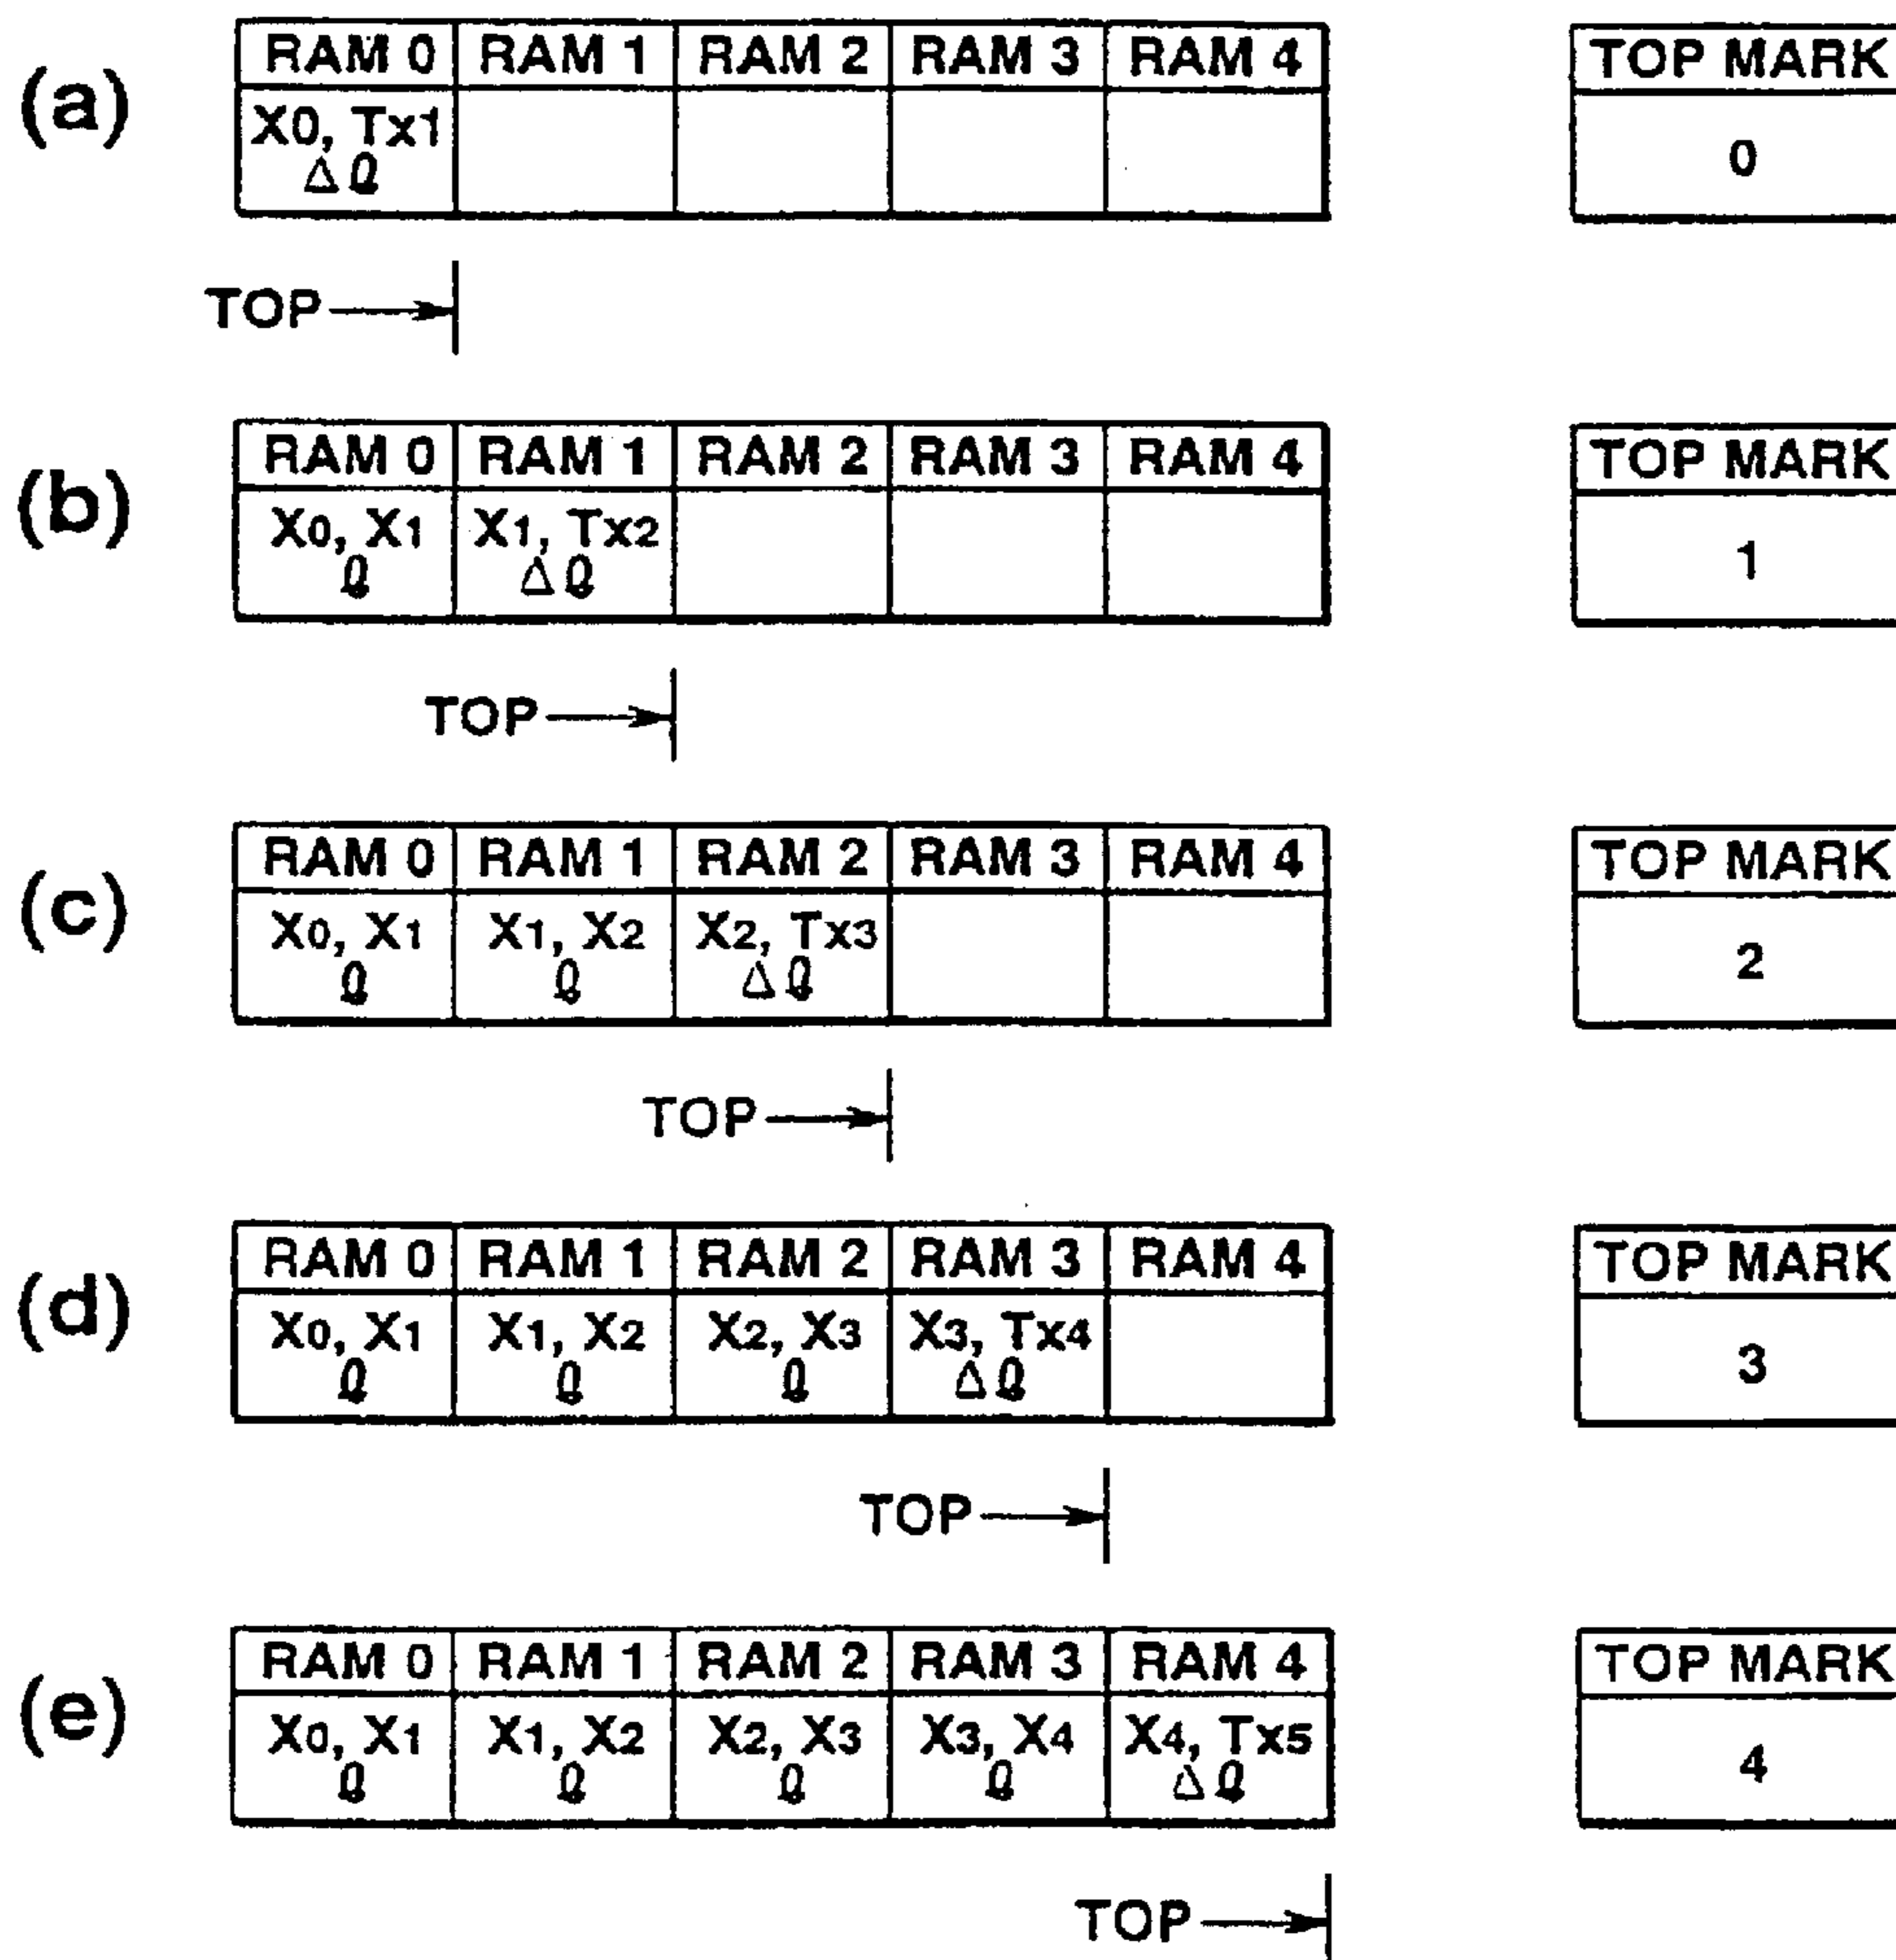 (a)
RAM 0 RAM 1 RAM 2 RAM 3 RAM 4 TOP MARK
X0, Tx1
Δℓ
0
TOP
(b)
RAM 0 RAM 1 RAM 2 RAM 3 RAM 4 TOP MARK
X0, X1 X1, Tx2
ℓ Δℓ
1
TOP
(c)
RAM 0 RAM 1 RAM 2 RAM 3 RAM 4 TOP MARK
X0, X1 X1, X2 X2, Tx3
ℓ ℓ Δℓ
2
TOP
(d)
RAM 0 RAM 1 RAM 2 RAM 3 RAM 4 TOP MARK
X0, X1 X1, X2 X2, X3 X3, Tx4
ℓ ℓ ℓ Δℓ
3
TOP
(e)
RAM 0 RAM 1 RAM 2 RAM 3 RAM 4 TOP MARK
X0, X1 X1, X2 X2, X3 X3, X4 X4, Tx5
ℓ ℓ ℓ ℓ Δℓ
4
TOP